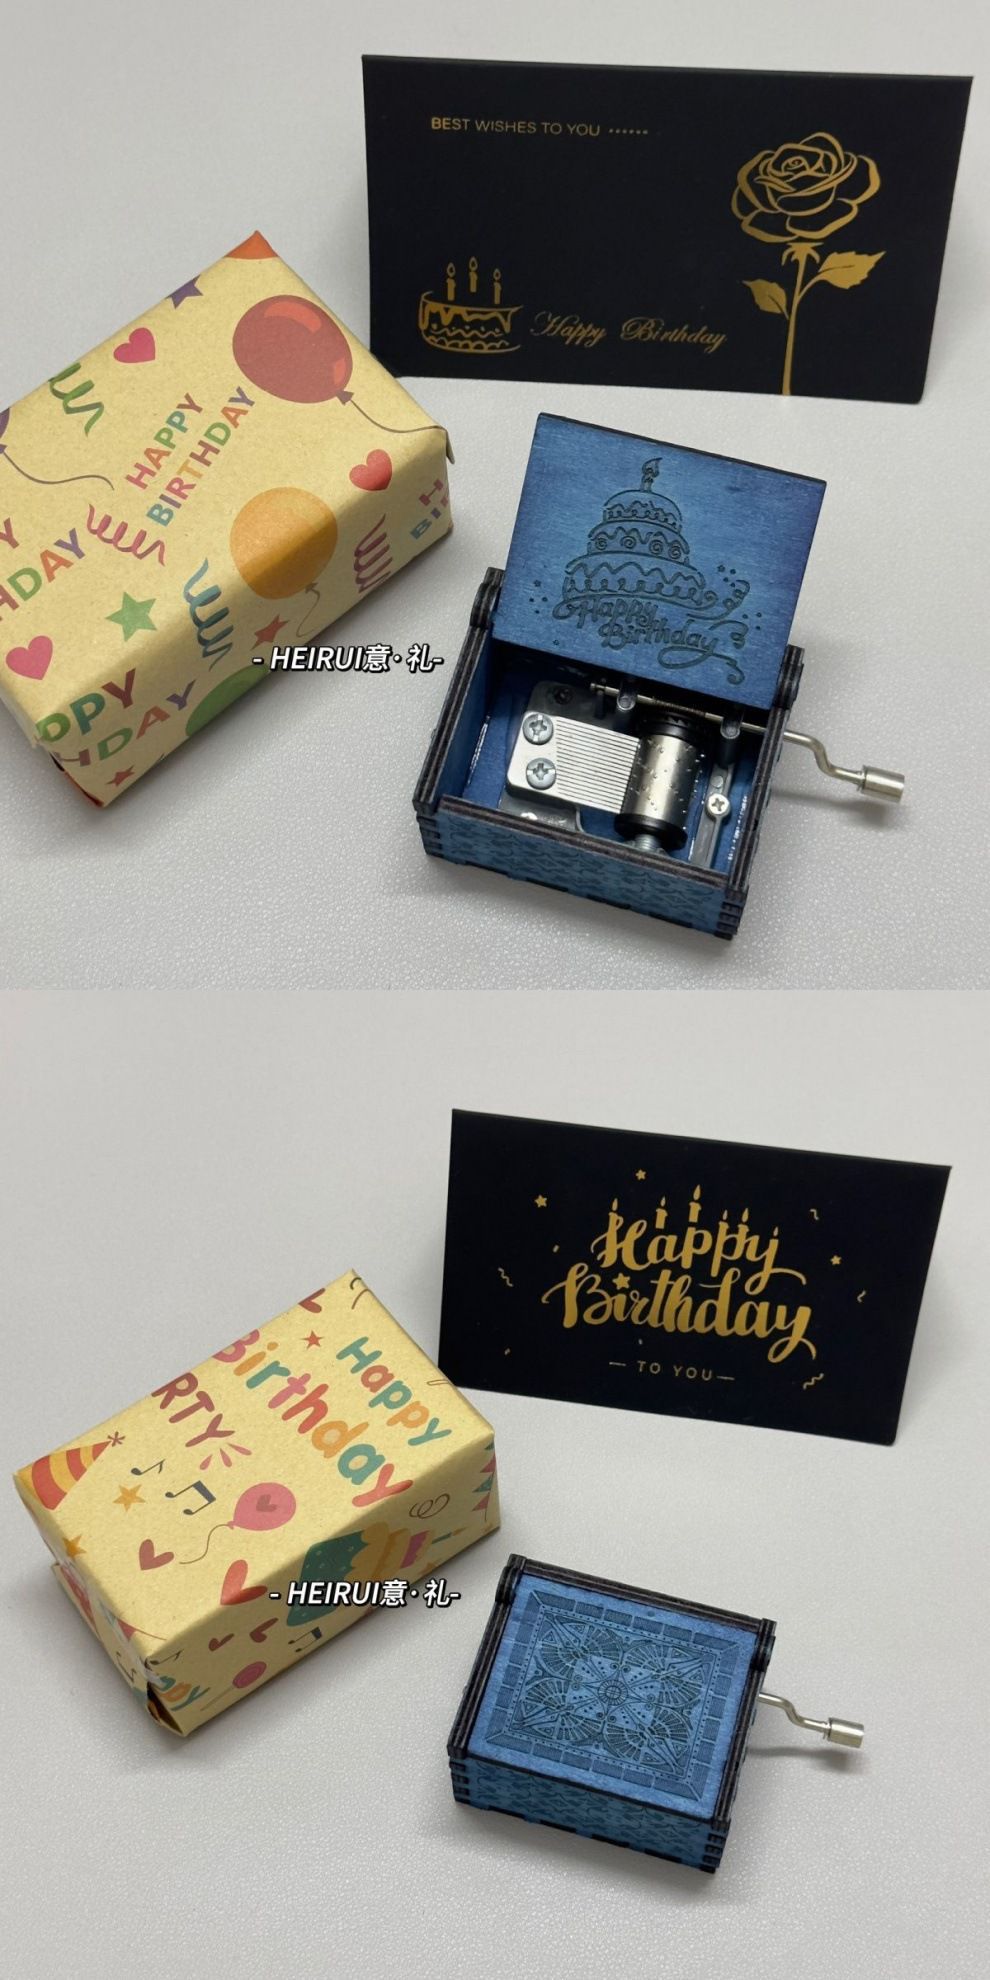 BEST WISHES TO YOU ······
Happy Birthday
HAPPY
BIRTHDAY
Happy
Birthday
- HEIRUI意·礼-
Happy
Birthday
— TO YOU —
Happy
Birthday
RTY
- HEIRUI意·礼-